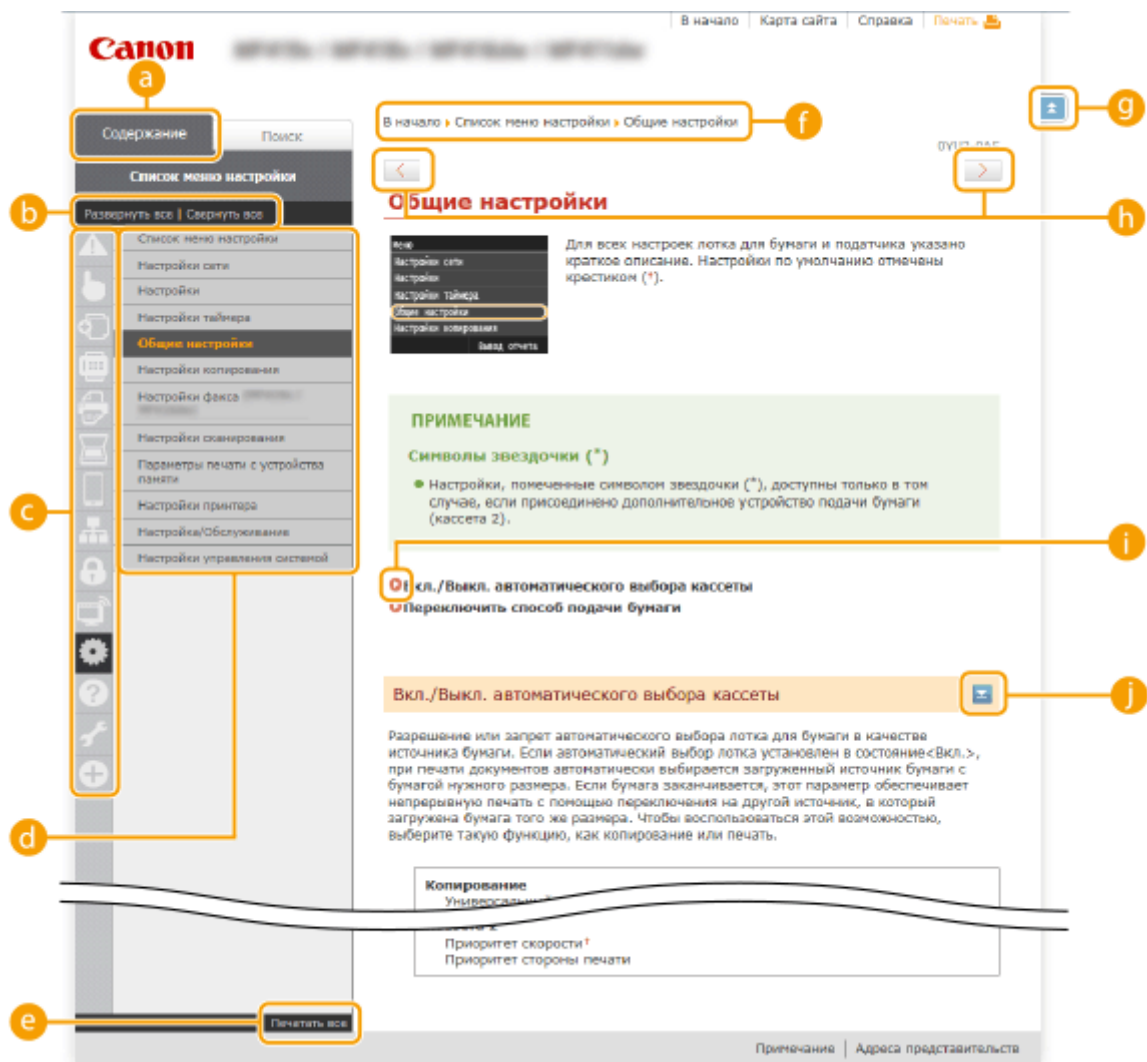 В начало | Карта сайта | Справка | Печать
Canon
a
Содержание
Поиск
В начало › Список меню настройки › Общие настройки
f
g
Список меню настройки
b
Развернуть все | Свернуть все
h
Общие настройки
Список меню настройки
Настройки сети
Настройки
Настройки таймера
Общие настройки
Настройки копирования
Настройки факса
Настройки сканирования
Параметры печати с устройства
памяти
Настройки принтера
Настройка/Обслуживание
Настройки управления системой
c
d
Меню
Настройки сети
Настройки
Настройки таймера
Общие настройки
Настройки копирования
Вывод отчета
Для всех настроек лотка для бумаги и податчика указано
краткое описание. Настройки по умолчанию отмечены
крестиком (†).
ПРИМЕЧАНИЕ
Символы звездочки (*)
Настройки, помеченные символом звездочки (*), доступны только в том
случае, если присоединено дополнительное устройство подачи бумаги
(кассета 2).
i
Вкл./Выкл. автоматического выбора кассеты
Переключить способ подачи бумаги
Вкл./Выкл. автоматического выбора кассеты
j
Разрешение или запрет автоматического выбора лотка для бумаги в качестве
источника бумаги. Если автоматический выбор лотка установлен в состояние<Вкл.>,
при печати документов автоматически выбирается загруженный источник бумаги с
бумагой нужного размера. Если бумага заканчивается, этот параметр обеспечивает
непрерывную печать с помощью переключения на другой источник, в который
загружена бумага того же размера. Чтобы воспользоваться этой возможностью,
выберите такую функцию, как копирование или печать.
Копирование
Приоритет скорости†
Приоритет стороны печати
e
Печатать все
Примечание | Адреса представительств